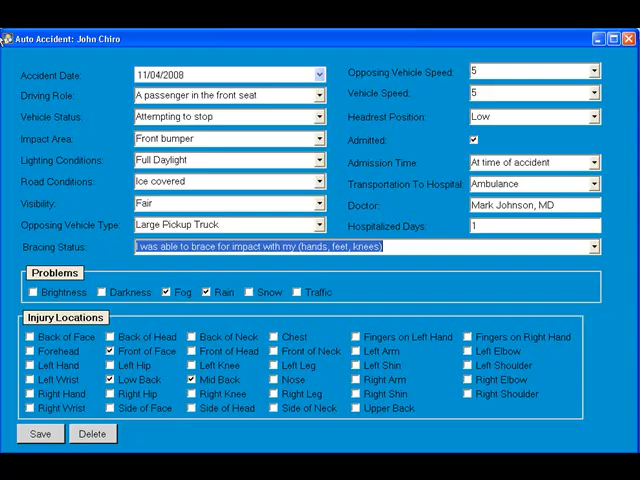 Auto Accident: John Chiro
Accident Date: 11/04/2008
Opposing Vehicle Speed: 5
Driving Role: A passenger in the front seat
Vehicle Speed: 5
Vehicle Status: Attempting to stop
Headrest Position: Low
Impact Area: Front bumper
Admitted:
Lighting Conditions: Full Daylight
Admission Time: At time of accident
Road Conditions: Ice covered
Transportation To Hospital: Ambulance
Visibility: Fair
Doctor: Mark Johnson, MD
Opposing Vehicle Type: Large Pickup Truck
Hospitalized Days: 1
Bracing Status: I was able to brace for impact with my (hands, feet, knees)
Problems
Brightness Darkness Fog Rain Snow Traffic
Injury Locations
Back of Face Back of Head Back of Neck Chest Fingers on Left Hand Fingers on Right Hand
Forehead Front of Face Front of Head Front of Neck Left Arm Left Elbow
Left Hand Left Hip Left Knee Left Leg Left Shin Left Shoulder
Left Wrist Low Back Mid Back Nose Right Arm Right Elbow
Right Hand Right Hip Right Knee Right Leg Right Shin Right Shoulder
Right Wrist Side of Face Side of Head Side of Neck Upper Back
Save Delete